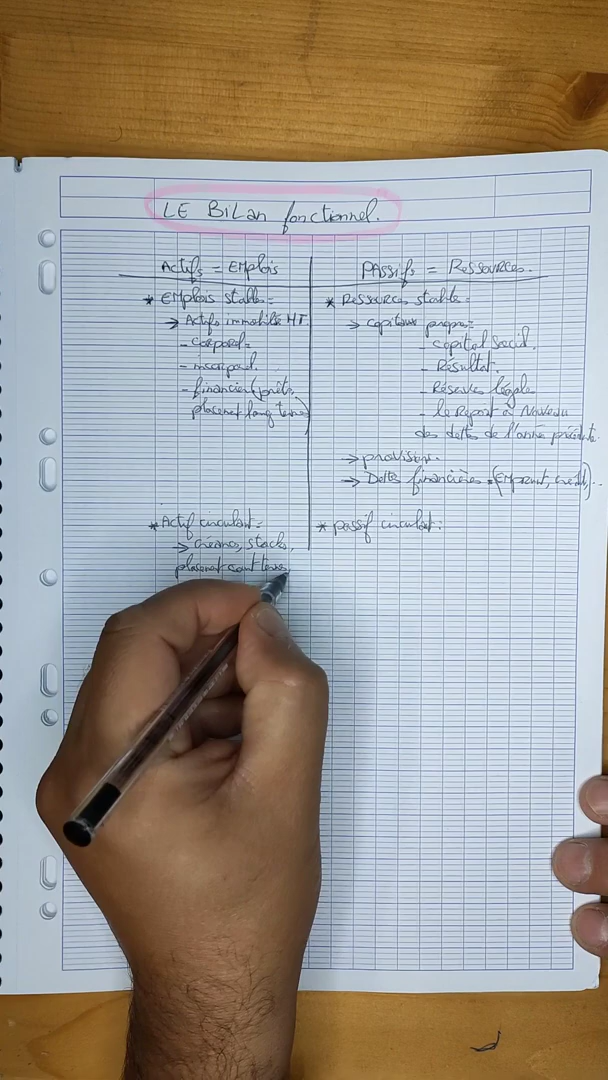 LE BiLan fonctionnel.
Actifs = Emplois
* Emplois stables =
→ Actifs immobilisé HT.
- Corporel =
- incorporel.
- financier (prêts,
placement long terme)
* Actif circulant =
→ créances, stocks,
placement court terme
PAssifs = Ressources.
* Ressources stables =
→ Capitaux propres =
- capital Social.
- Résultat.
- Réserves légales
- le Report à Nouveau
des dettes de l'année précédente.
→ provision.
→ Dettes financières = (Emprunt, crédit,)...
* passif circulant :